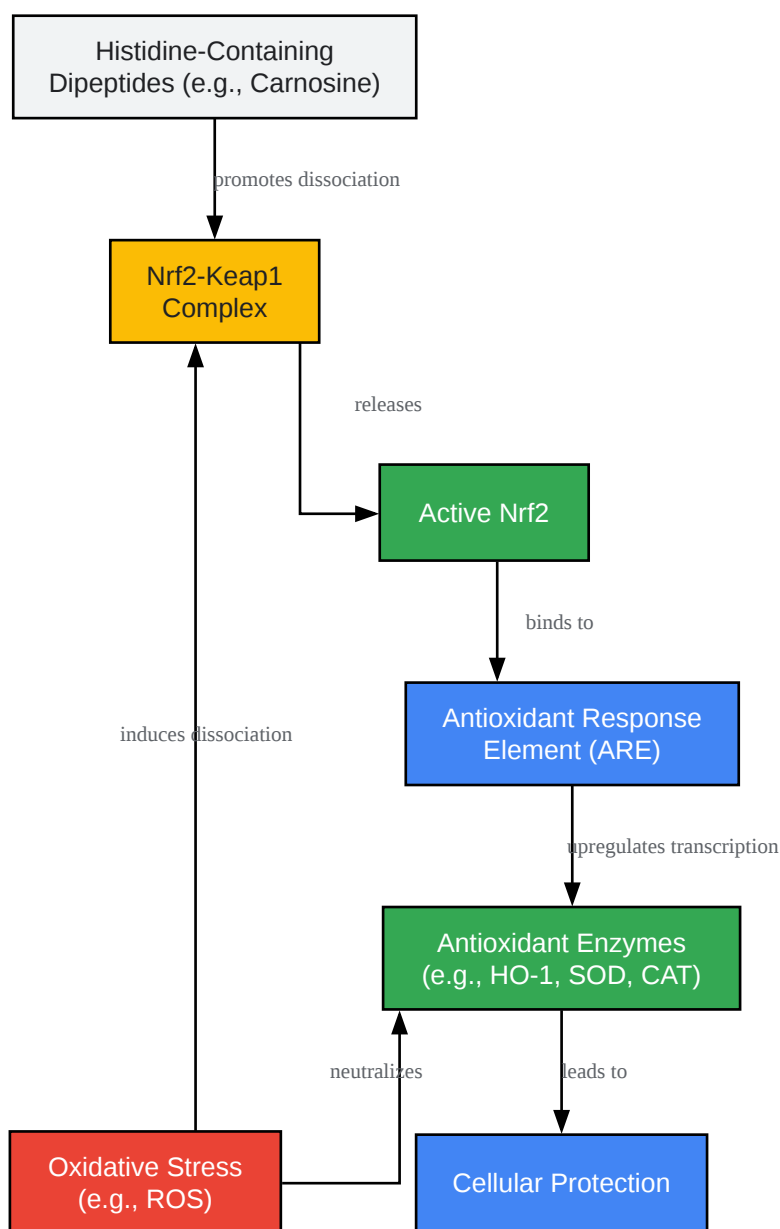 Histidine-Containing
Dipeptides (e.g., Carnosine)
promotes dissociation
Nrf2-Keap1
Complex
releases
Active Nrf2
binds to
induces dissociation
Antioxidant Response
Element (ARE)
upregulates transcription
Antioxidant Enzymes
(e.g., HO-1, SOD, CAT)
neutralizes
leads to
Oxidative Stress
(e.g., ROS)
Cellular Protection